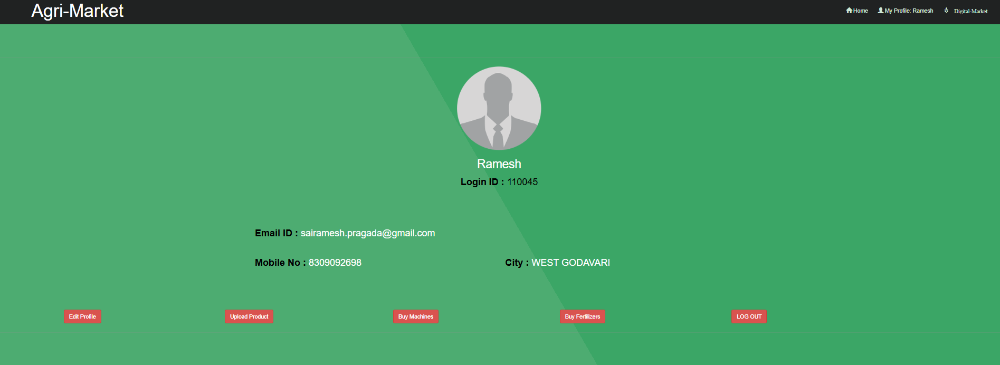 Agri-Market
Home My Profile: Ramesh Digital-Market
Ramesh
Login ID : 110045
Email ID : sairamesh.pragada@gmail.com
Mobile No : 8309092698 City : WEST GODAVARI
Edit Profile Upload Product Buy Machines Buy Fertilizers LOG OUT